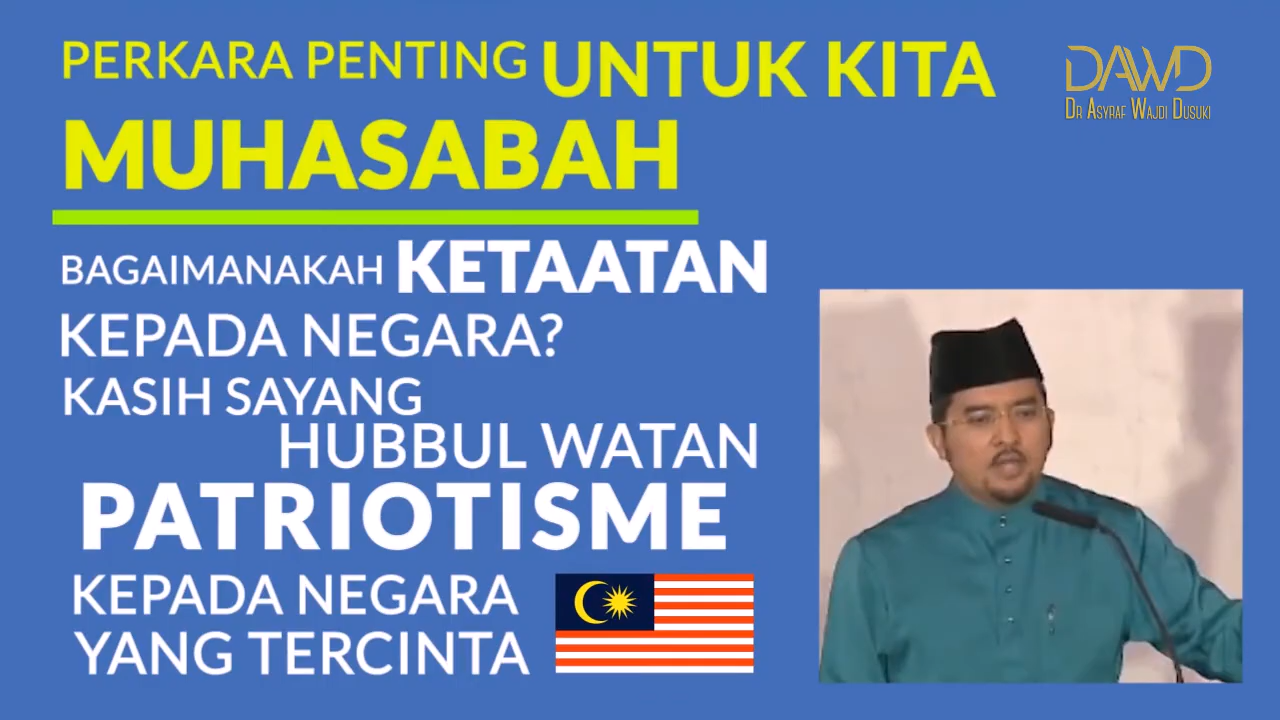 PERKARA PENTING UNTUK KITA
MUHASABAH
BAGAIMANAKAH KETAATAN
KEPADA NEGARA?
KASIH SAYANG
HUBBUL WATAN
PATRIOTISME
KEPADA NEGARA
YANG TERCINTA
DAWD
DR ASYRAF WAJDI DUSUKI